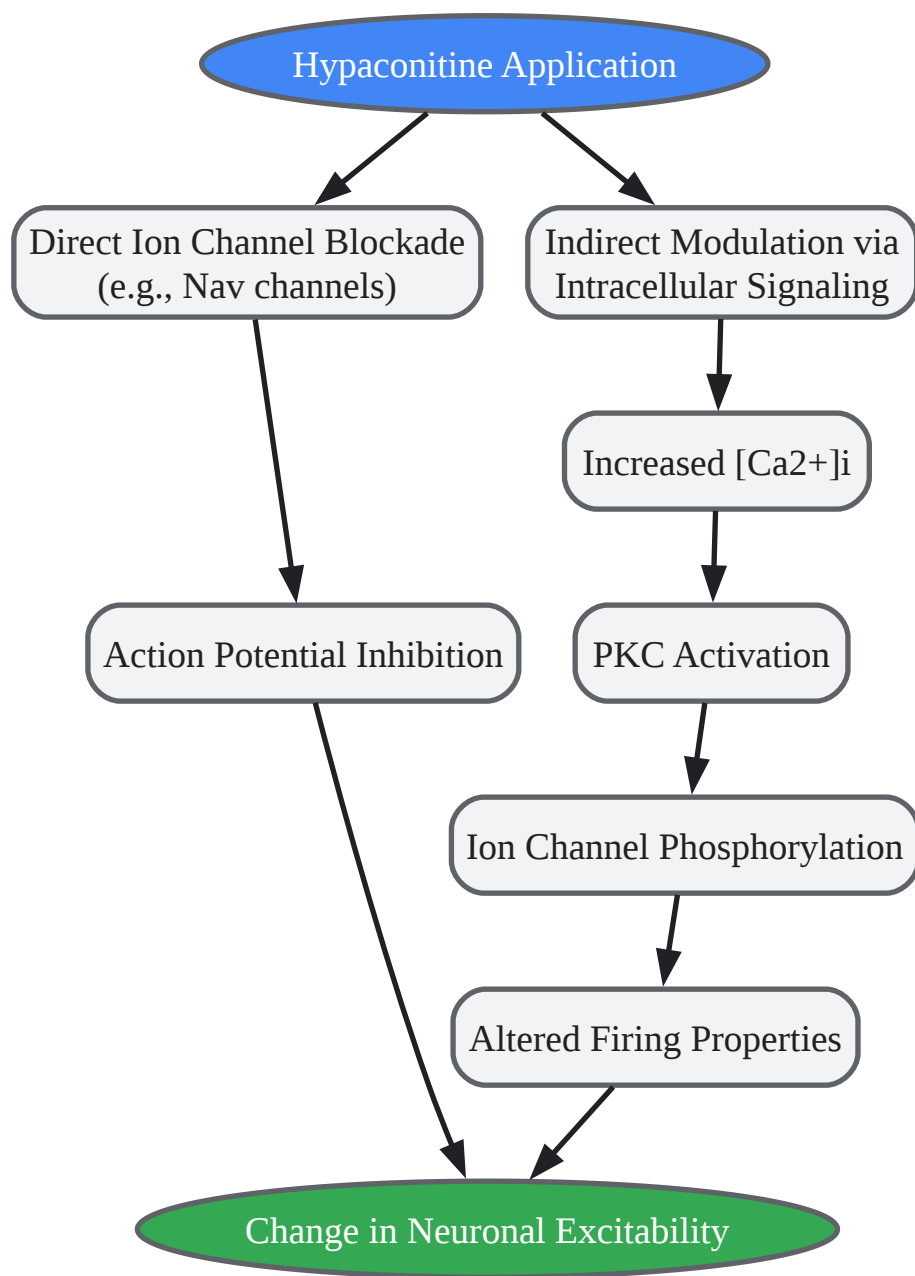 Hypaconitine Application
Direct Ion Channel Blockade
(e.g., Nav channels)
Indirect Modulation via
Intracellular Signaling
Increased [Ca2+]i
Action Potential Inhibition
PKC Activation
Ion Channel Phosphorylation
Altered Firing Properties
Change in Neuronal Excitability